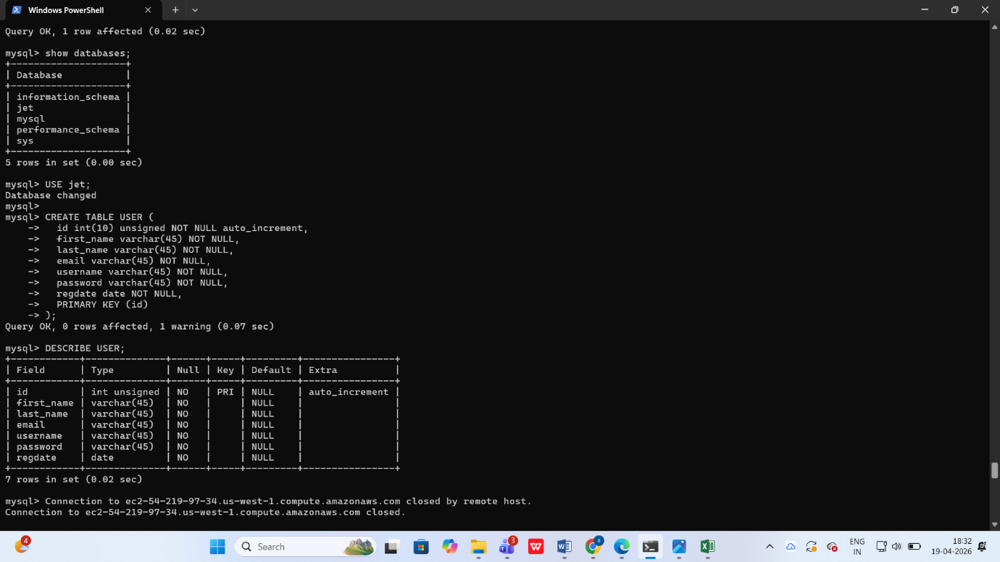 Windows PowerShell
Query OK, 1 row affected (0.02 sec)
mysql> show databases;
+--------------------+
| Database           |
+--------------------+
| information_schema |
| jet                |
| mysql              |
| performance_schema |
| sys                |
+--------------------+
5 rows in set (0.00 sec)
mysql> USE jet;
Database changed
mysql>
mysql> CREATE TABLE USER (
    ->   id int(10) unsigned NOT NULL auto_increment,
    ->   first_name varchar(45) NOT NULL,
    ->   last_name varchar(45) NOT NULL,
    ->   email varchar(45) NOT NULL,
    ->   username varchar(45) NOT NULL,
    ->   password varchar(45) NOT NULL,
    ->   regdate date NOT NULL,
    ->   PRIMARY KEY (id)
    -> );
Query OK, 0 rows affected, 1 warning (0.07 sec)
mysql> DESCRIBE USER;
+------------+--------------+------+-----+---------+----------------+
| Field      | Type         | Null | Key | Default | Extra          |
+------------+--------------+------+-----+---------+----------------+
| id         | int unsigned | NO   | PRI | NULL    | auto_increment |
| first_name | varchar(45)  | NO   |     | NULL    |                |
| last_name  | varchar(45)  | NO   |     | NULL    |                |
| email      | varchar(45)  | NO   |     | NULL    |                |
| username   | varchar(45)  | NO   |     | NULL    |                |
| password   | varchar(45)  | NO   |     | NULL    |                |
| regdate    | date         | NO   |     | NULL    |                |
+------------+--------------+------+-----+---------+----------------+
7 rows in set (0.02 sec)
mysql> Connection to ec2-54-219-97-34.us-west-1.compute.amazonaws.com closed by remote host.
Connection to ec2-54-219-97-34.us-west-1.compute.amazonaws.com closed.
4
Search
3
8
ENG
IN
18:32
19-04-2026